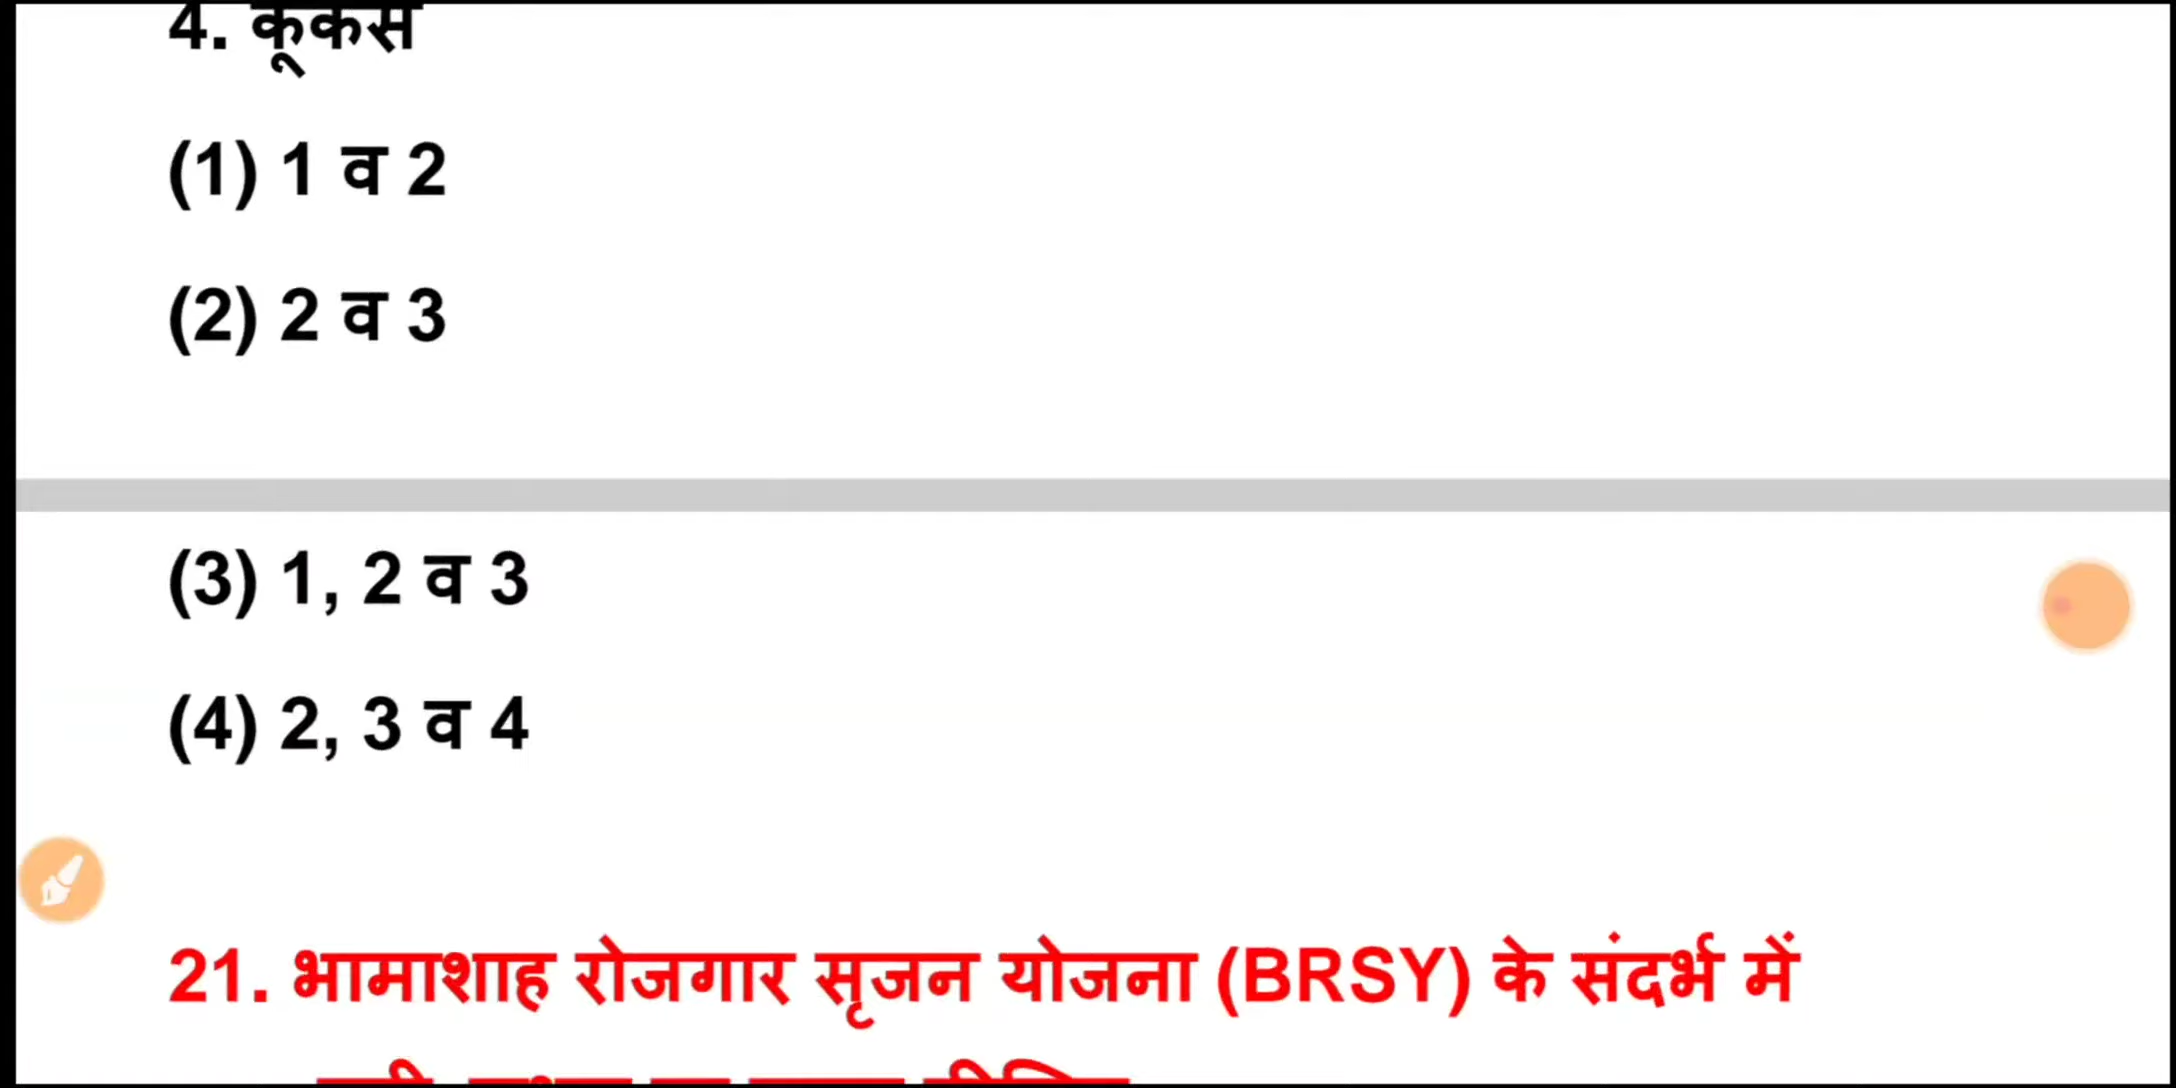 4. कूकस
(1) 1 व 2
(2) 2 व 3
(3) 1, 2 व 3
(4) 2, 3 व 4
21. भामाशाह रोजगार सृजन योजना (BRSY) के संदर्भ में